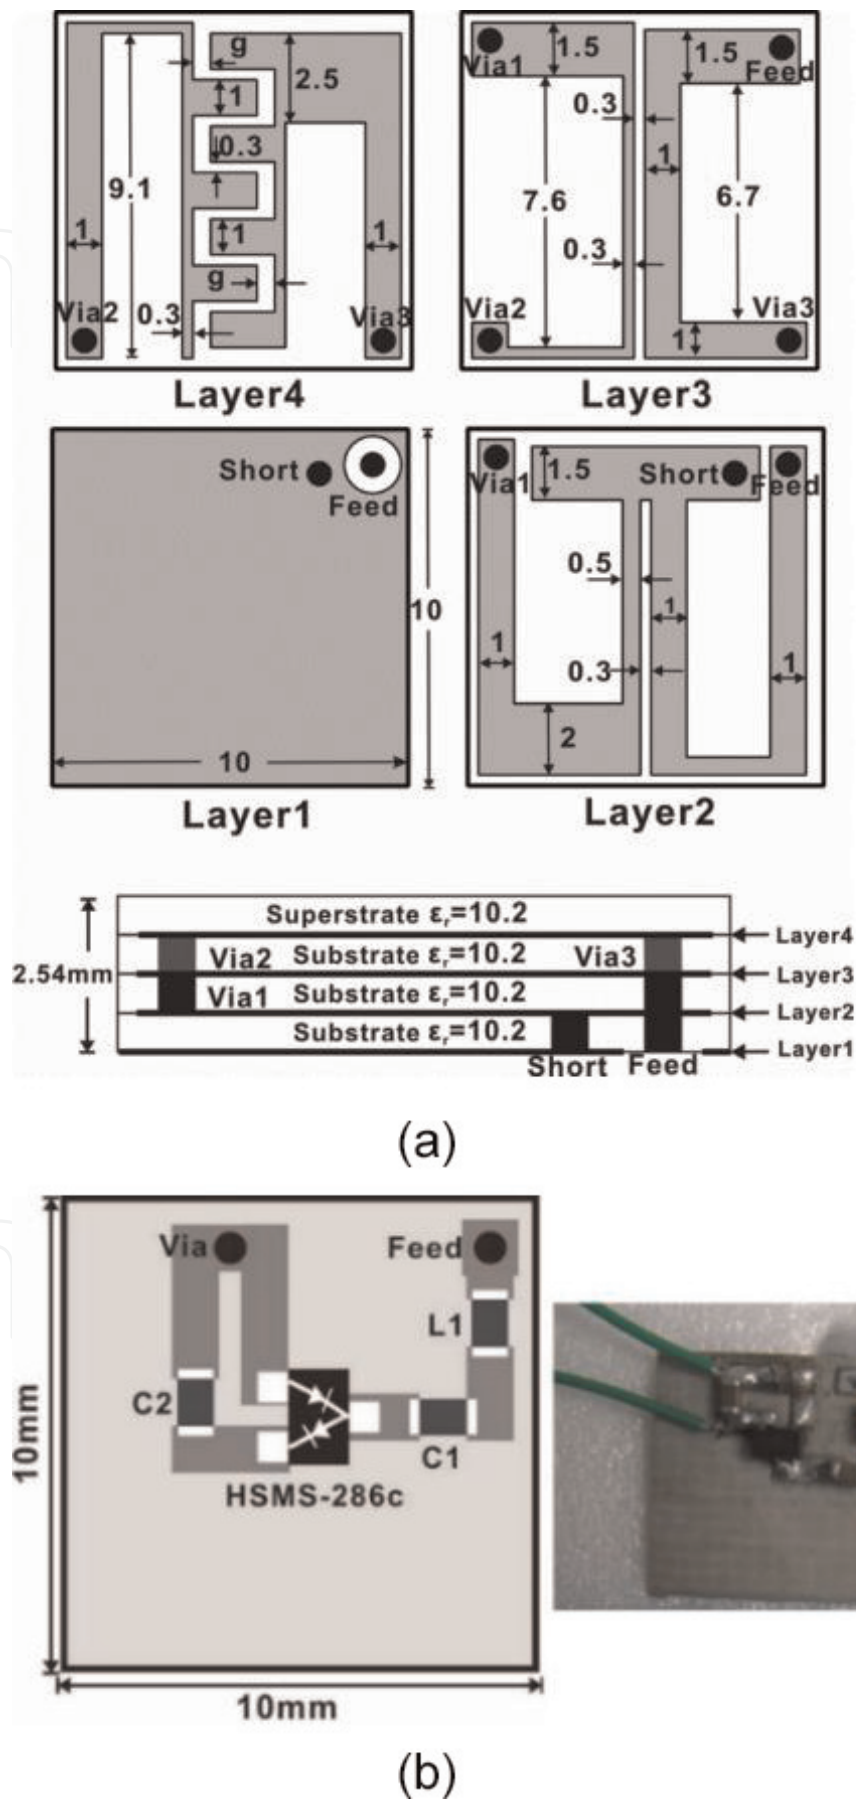 g
1
2.5
0.3
9.1
1
1
1
g
Via2
0.3
Via3
Layer4
1.5
1.5
Via1
Feed
0.3
1
7.6
6.7
0.3
Via2
Via3
1
Layer3
Short
Feed
10
10
Layer1
1.5
Short
Via1
Feed
0.5
1
1
0.3
1
2
Layer2
Superstrate εr=10.2
Layer4
Via2 Substrate εr=10.2 Via3
2.54mm
Layer3
Via1 Substrate εr=10.2
Layer2
Substrate εr=10.2
Layer1
Short Feed
(a)
Via
Feed
L1
C2
C1
HSMS-286c
10mm
10mm
(b)